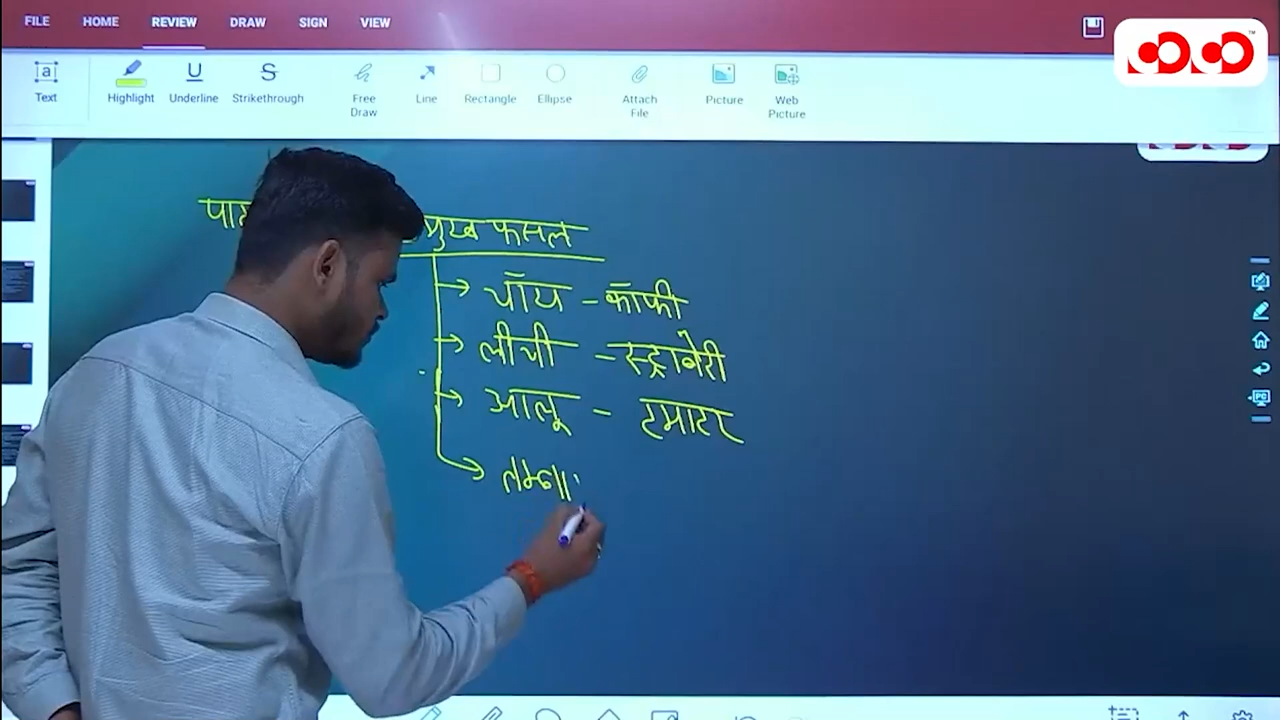 FILE HOME REVIEW DRAW SIGN VIEW
Text Highlight Underline Strikethrough Free Draw Line Rectangle Ellipse Attach File Picture Web Picture
फसल
चॉय - कॉफी
लीची - स्ट्राबेरी
आलू - टमाटर
तम्बा
PC